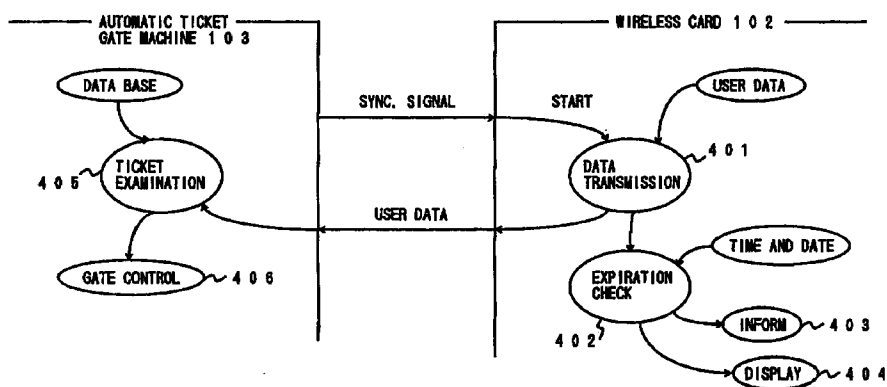 AUTOMATIC TICKET
GATE MACHINE 1 0 3
WIRELESS CARD 1 0 2
DATA BASE
SYNC. SIGNAL
START
USER DATA
4 0 1
4 0 5
TICKET
EXAMINATION
DATA
TRANSMISSION
USER DATA
TIME AND DATE
GATE CONTROL
4 0 6
EXPIRATION
CHECK
4 0 2
INFORM
4 0 3
DISPLAY
4 0 4